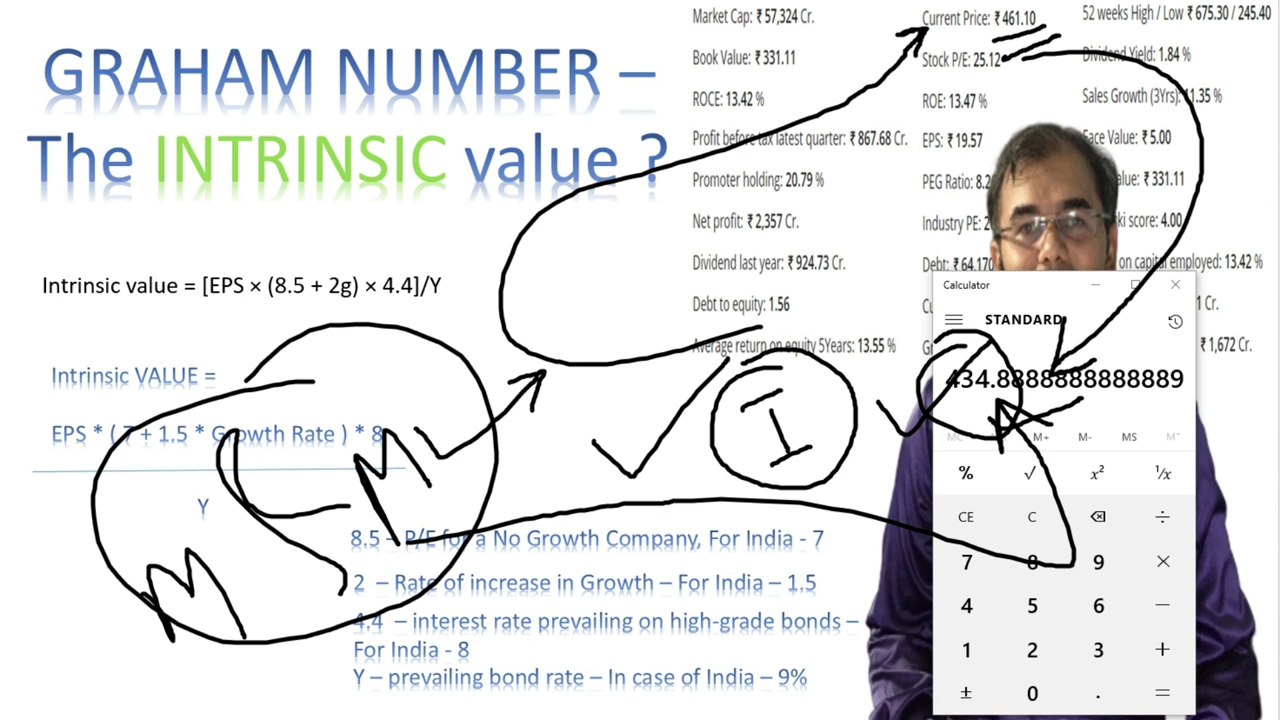 GRAHAM NUMBER –
The INTRINSIC value ?
Intrinsic value = [EPS × (8.5 + 2g) × 4.4]/Y
Intrinsic VALUE =
EPS * ( 7 + 1.5 * Growth Rate ) * 8
Y
8.5 – P/E for a No Growth Company, For India - 7
2 – Rate of increase in Growth – For India – 1.5
4.4 – interest rate prevailing on high-grade bonds –
For India - 8
Y – prevailing bond rate – In case of India – 9%
M S M
I
Market Cap: ₹ 57,324 Cr.
Current Price: ₹ 461.10
52 weeks High / Low ₹ 675.30 / 245.40
Book Value: ₹ 331.11
Stock P/E: 25.12
Dividend Yield: 1.84 %
ROCE: 13.42 %
ROE: 13.47 %
Sales Growth (3Yrs): 11.35 %
Profit before tax latest quarter: ₹ 867.68 Cr.
EPS: ₹ 19.57
Face Value: ₹ 5.00
Promoter holding: 20.79 %
PEG Ratio: 8.2
alue: ₹ 331.11
Net profit: ₹ 2,357 Cr.
Industry PE: 2
ki score: 4.00
Dividend last year: ₹ 924.73 Cr.
Debt: ₹ 64,170
on capital employed: 13.42 %
Debt to equity: 1.56
Cu
1 Cr.
Average return on equity 5Years: 13.55 %
G
₹ 1,672 Cr.
Calculator
STANDARD
434.8888888888889
MC M+ M- MS M˅
% √ x² ¹/x
CE C ⌫ ÷
7 8 9 ×
4 5 6 −
1 2 3 +
± 0 . =